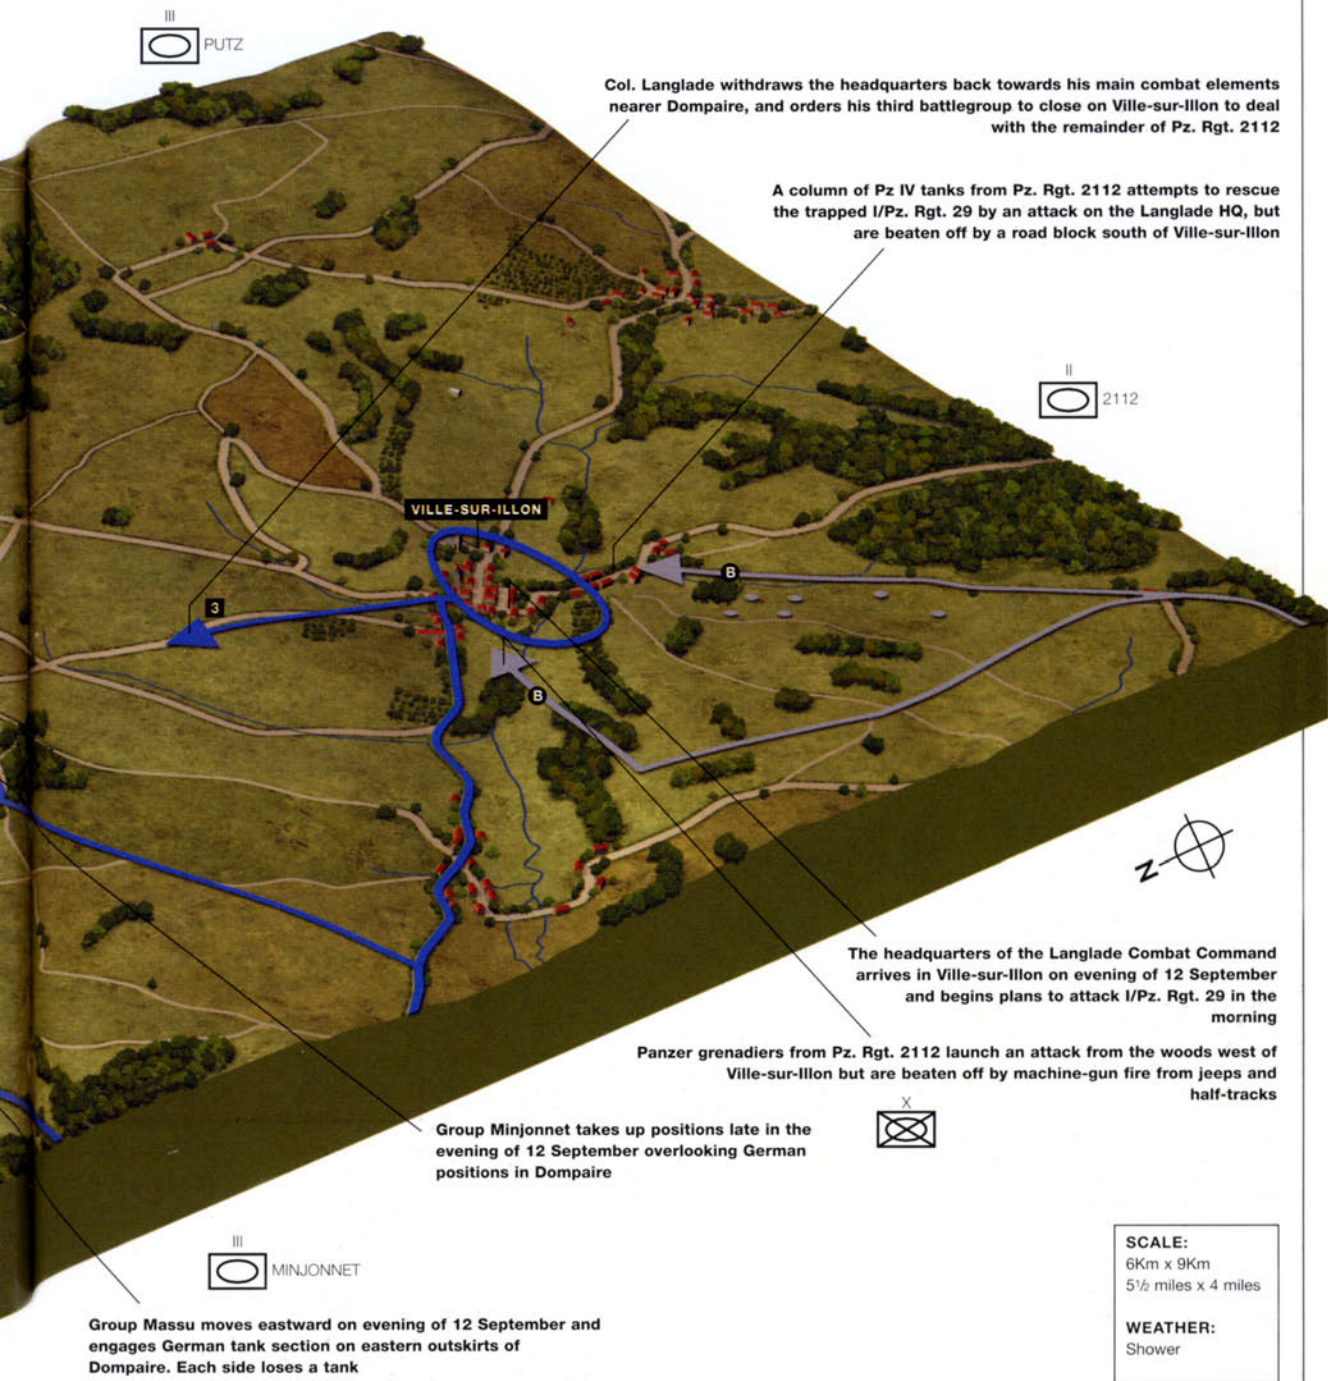 III
PUTZ
Col. Langlade withdraws the headquarters back towards his main combat elements
nearer Dompaire, and orders his third battlegroup to close on Ville-sur-Illon to deal
with the remainder of Pz. Rgt. 2112
A column of Pz IV tanks from Pz. Rgt. 2112 attempts to rescue
the trapped I/Pz. Rgt. 29 by an attack on the Langlade HQ, but
are beaten off by a road block south of Ville-sur-Illon
II
2112
VILLE-SUR-ILLON
B
3
B
N
The headquarters of the Langlade Combat Command
arrives in Ville-sur-Illon on evening of 12 September
and begins plans to attack I/Pz. Rgt. 29 in the
morning
Panzer grenadiers from Pz. Rgt. 2112 launch an attack from the woods west of
Ville-sur-Illon but are beaten off by machine-gun fire from jeeps and
half-tracks
X
Group Minjonnet takes up positions late in the
evening of 12 September overlooking German
positions in Dompaire
III
MINJONNET
Group Massu moves eastward on evening of 12 September and
engages German tank section on eastern outskirts of
Dompaire. Each side loses a tank
SCALE:
6Km x 9Km
5½ miles x 4 miles
WEATHER:
Shower